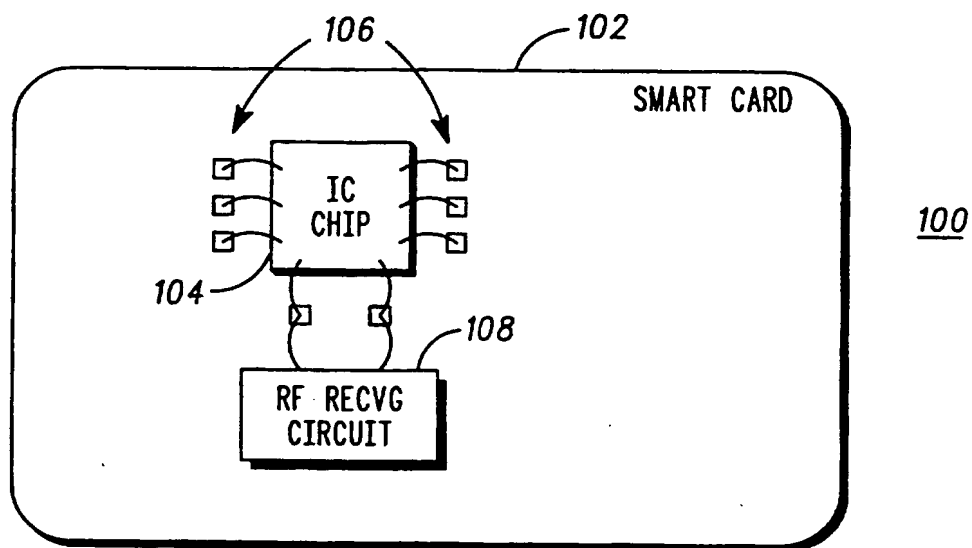 106
102
SMART CARD
IC
CHIP
100
104
108
RF RECVG
CIRCUIT